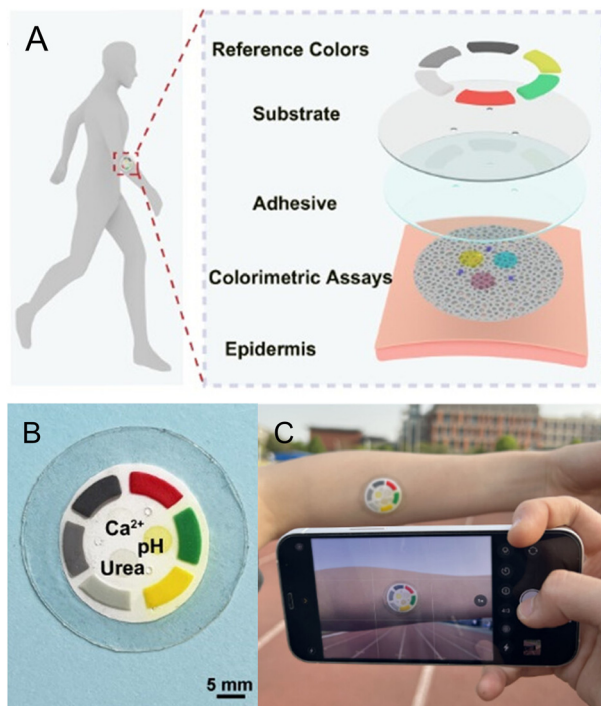 A
Reference Colors
Substrate
Adhesive
Colorimetric Assays
Epidermis
B
Ca²⁺
pH
Urea
5 mm
C